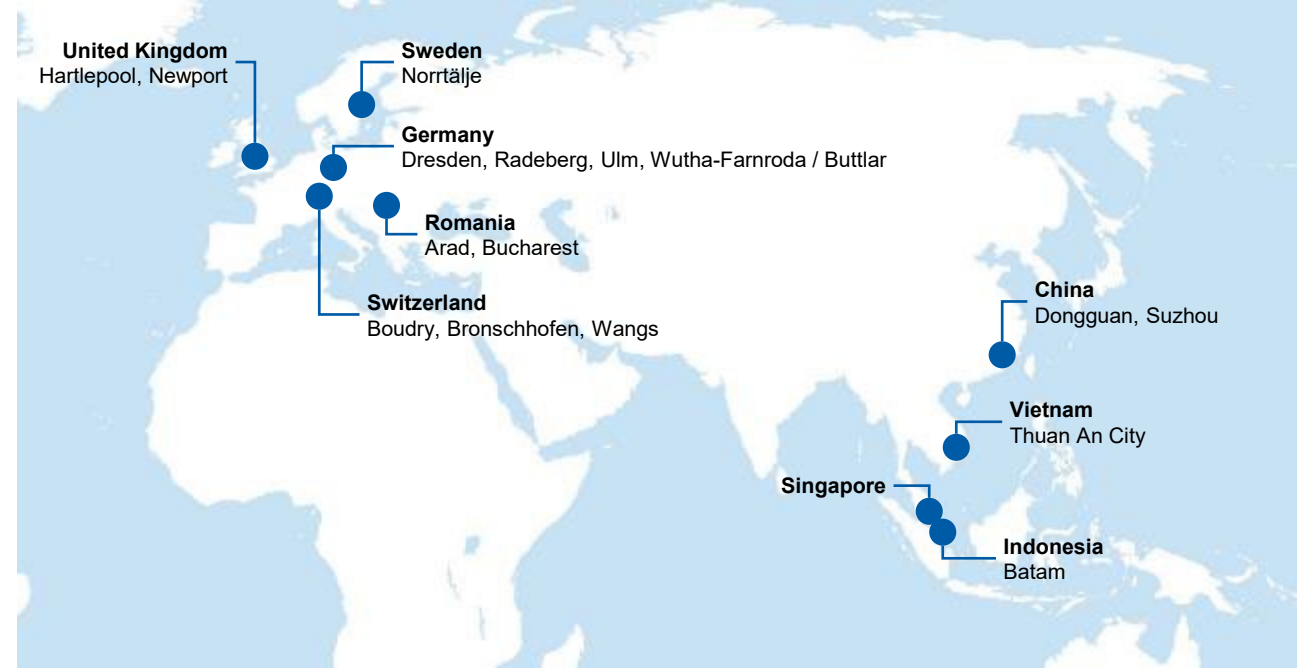 United Kingdom
Hartlepool, Newport
Sweden
Norrtälje
Germany
Dresden, Radeberg, Ulm, Wutha-Farnroda / Buttlar
Romania
Arad, Bucharest
Switzerland
Boudry, Bronschhofen, Wangs
China
Dongguan, Suzhou
Vietnam
Thuan An City
Singapore
Indonesia
Batam